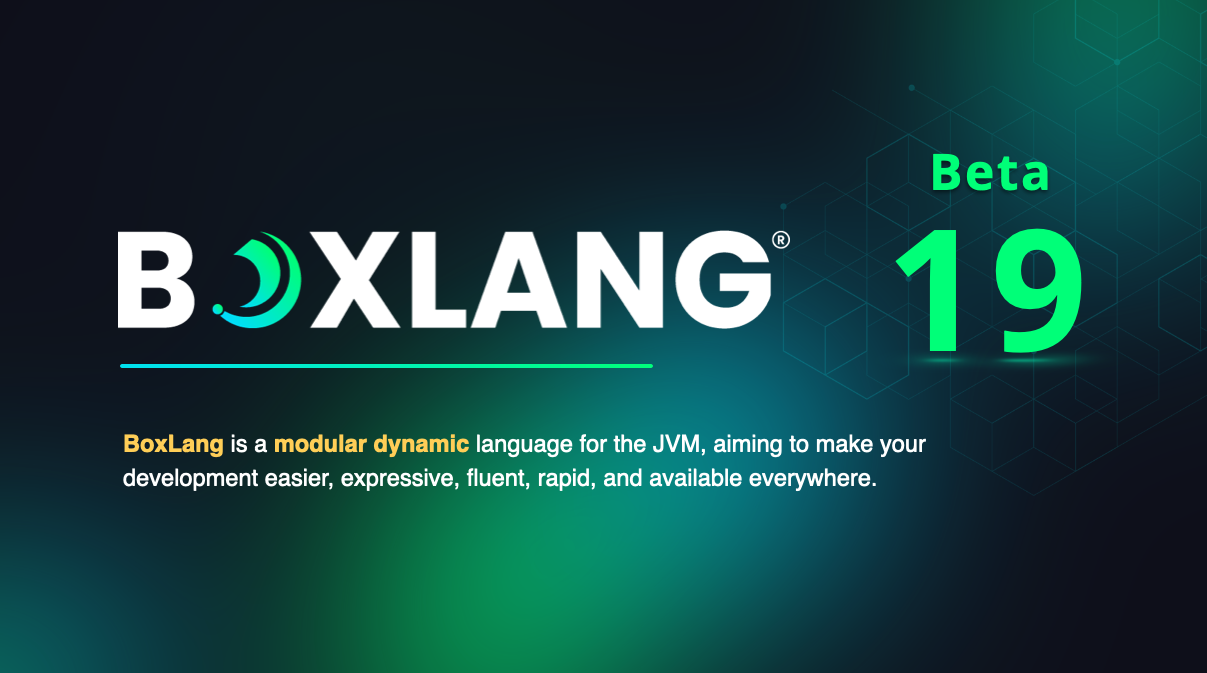 BOXLANG®
Beta
19
BoxLang is a modular dynamic language for the JVM, aiming to make your
development easier, expressive, fluent, rapid, and available everywhere.